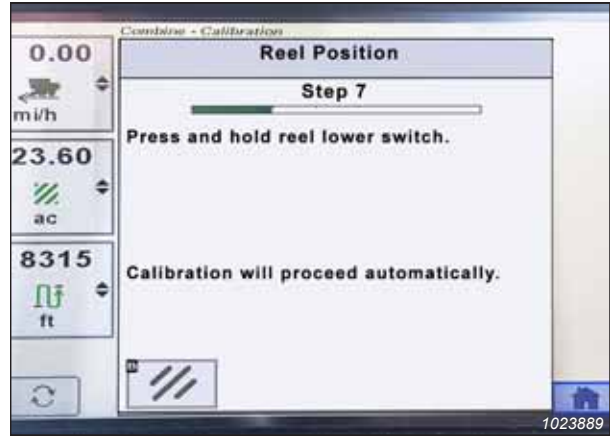 Combine - Calibration
0.00
mi/h
23.60
ac
8315
ft
Reel Position
Step 7
Press and hold reel lower switch.
Calibration will proceed automatically.
1023889